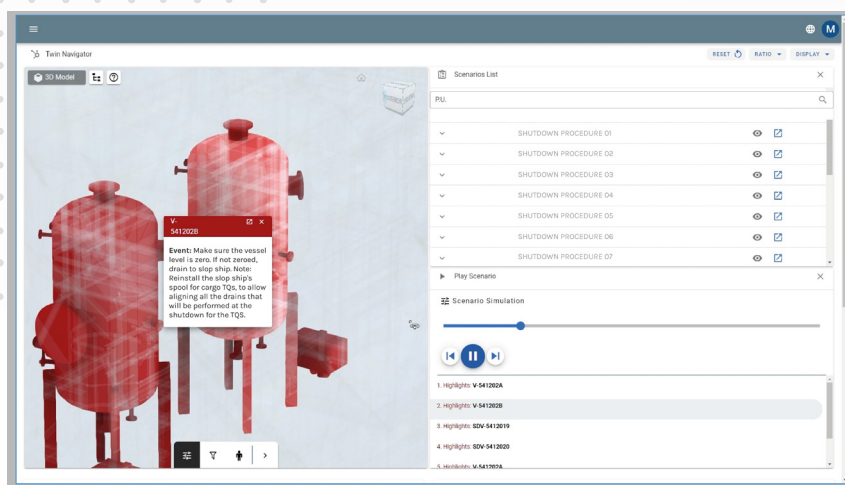 M
Twin Navigator
RESET
RATIO
DISPLAY
3D Model
V-
541202B
Event: Make sure the vessel
level is zero. If not zeroed,
drain to slop ship. Note:
Reinstall the slop ship's
spool for cargo TQs, to allow
aligning all the drains that
will be performed at the
shutdown for the TQS.
Scenarios List
P.U.
SHUTDOWN PROCEDURE 01
SHUTDOWN PROCEDURE 02
SHUTDOWN PROCEDURE 03
SHUTDOWN PROCEDURE 04
SHUTDOWN PROCEDURE 05
SHUTDOWN PROCEDURE 06
SHUTDOWN PROCEDURE 07
Play Scenario
Scenario Simulation
1. Highlights: V-541202A
2. Highlights: V-541202B
3. Highlights: SDV-5412019
4. Highlights: SDV-5412020
5. Highlights: V-541202A